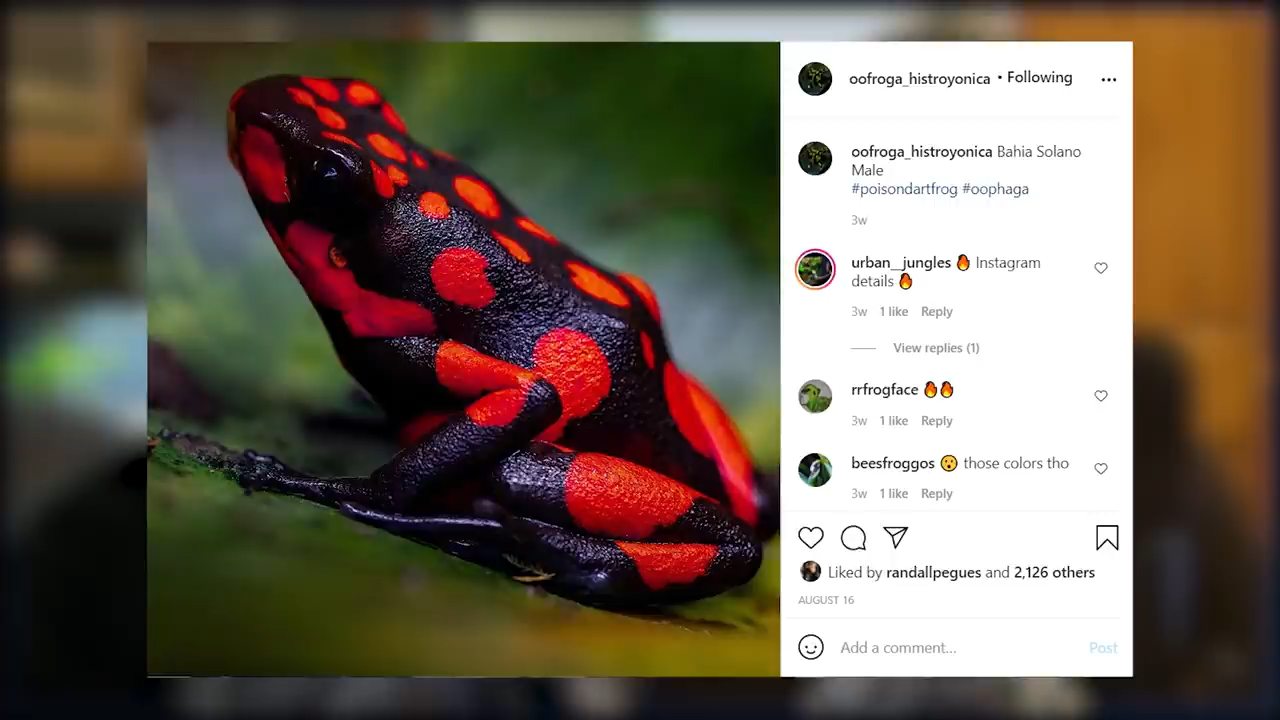 oofroga_histroyonica • Following
oofroga_histroyonica Bahia Solano
Male
#poisondartfrog #oophaga
3w
urban__jungles 🔥 Instagram
details 🔥
3w 1 like Reply
View replies (1)
rrfrogface 🔥🔥
3w 1 like Reply
beesfroggos 😮 those colors tho
3w 1 like Reply
Liked by randallpegues and 2,126 others
AUGUST 16
Add a comment... Post